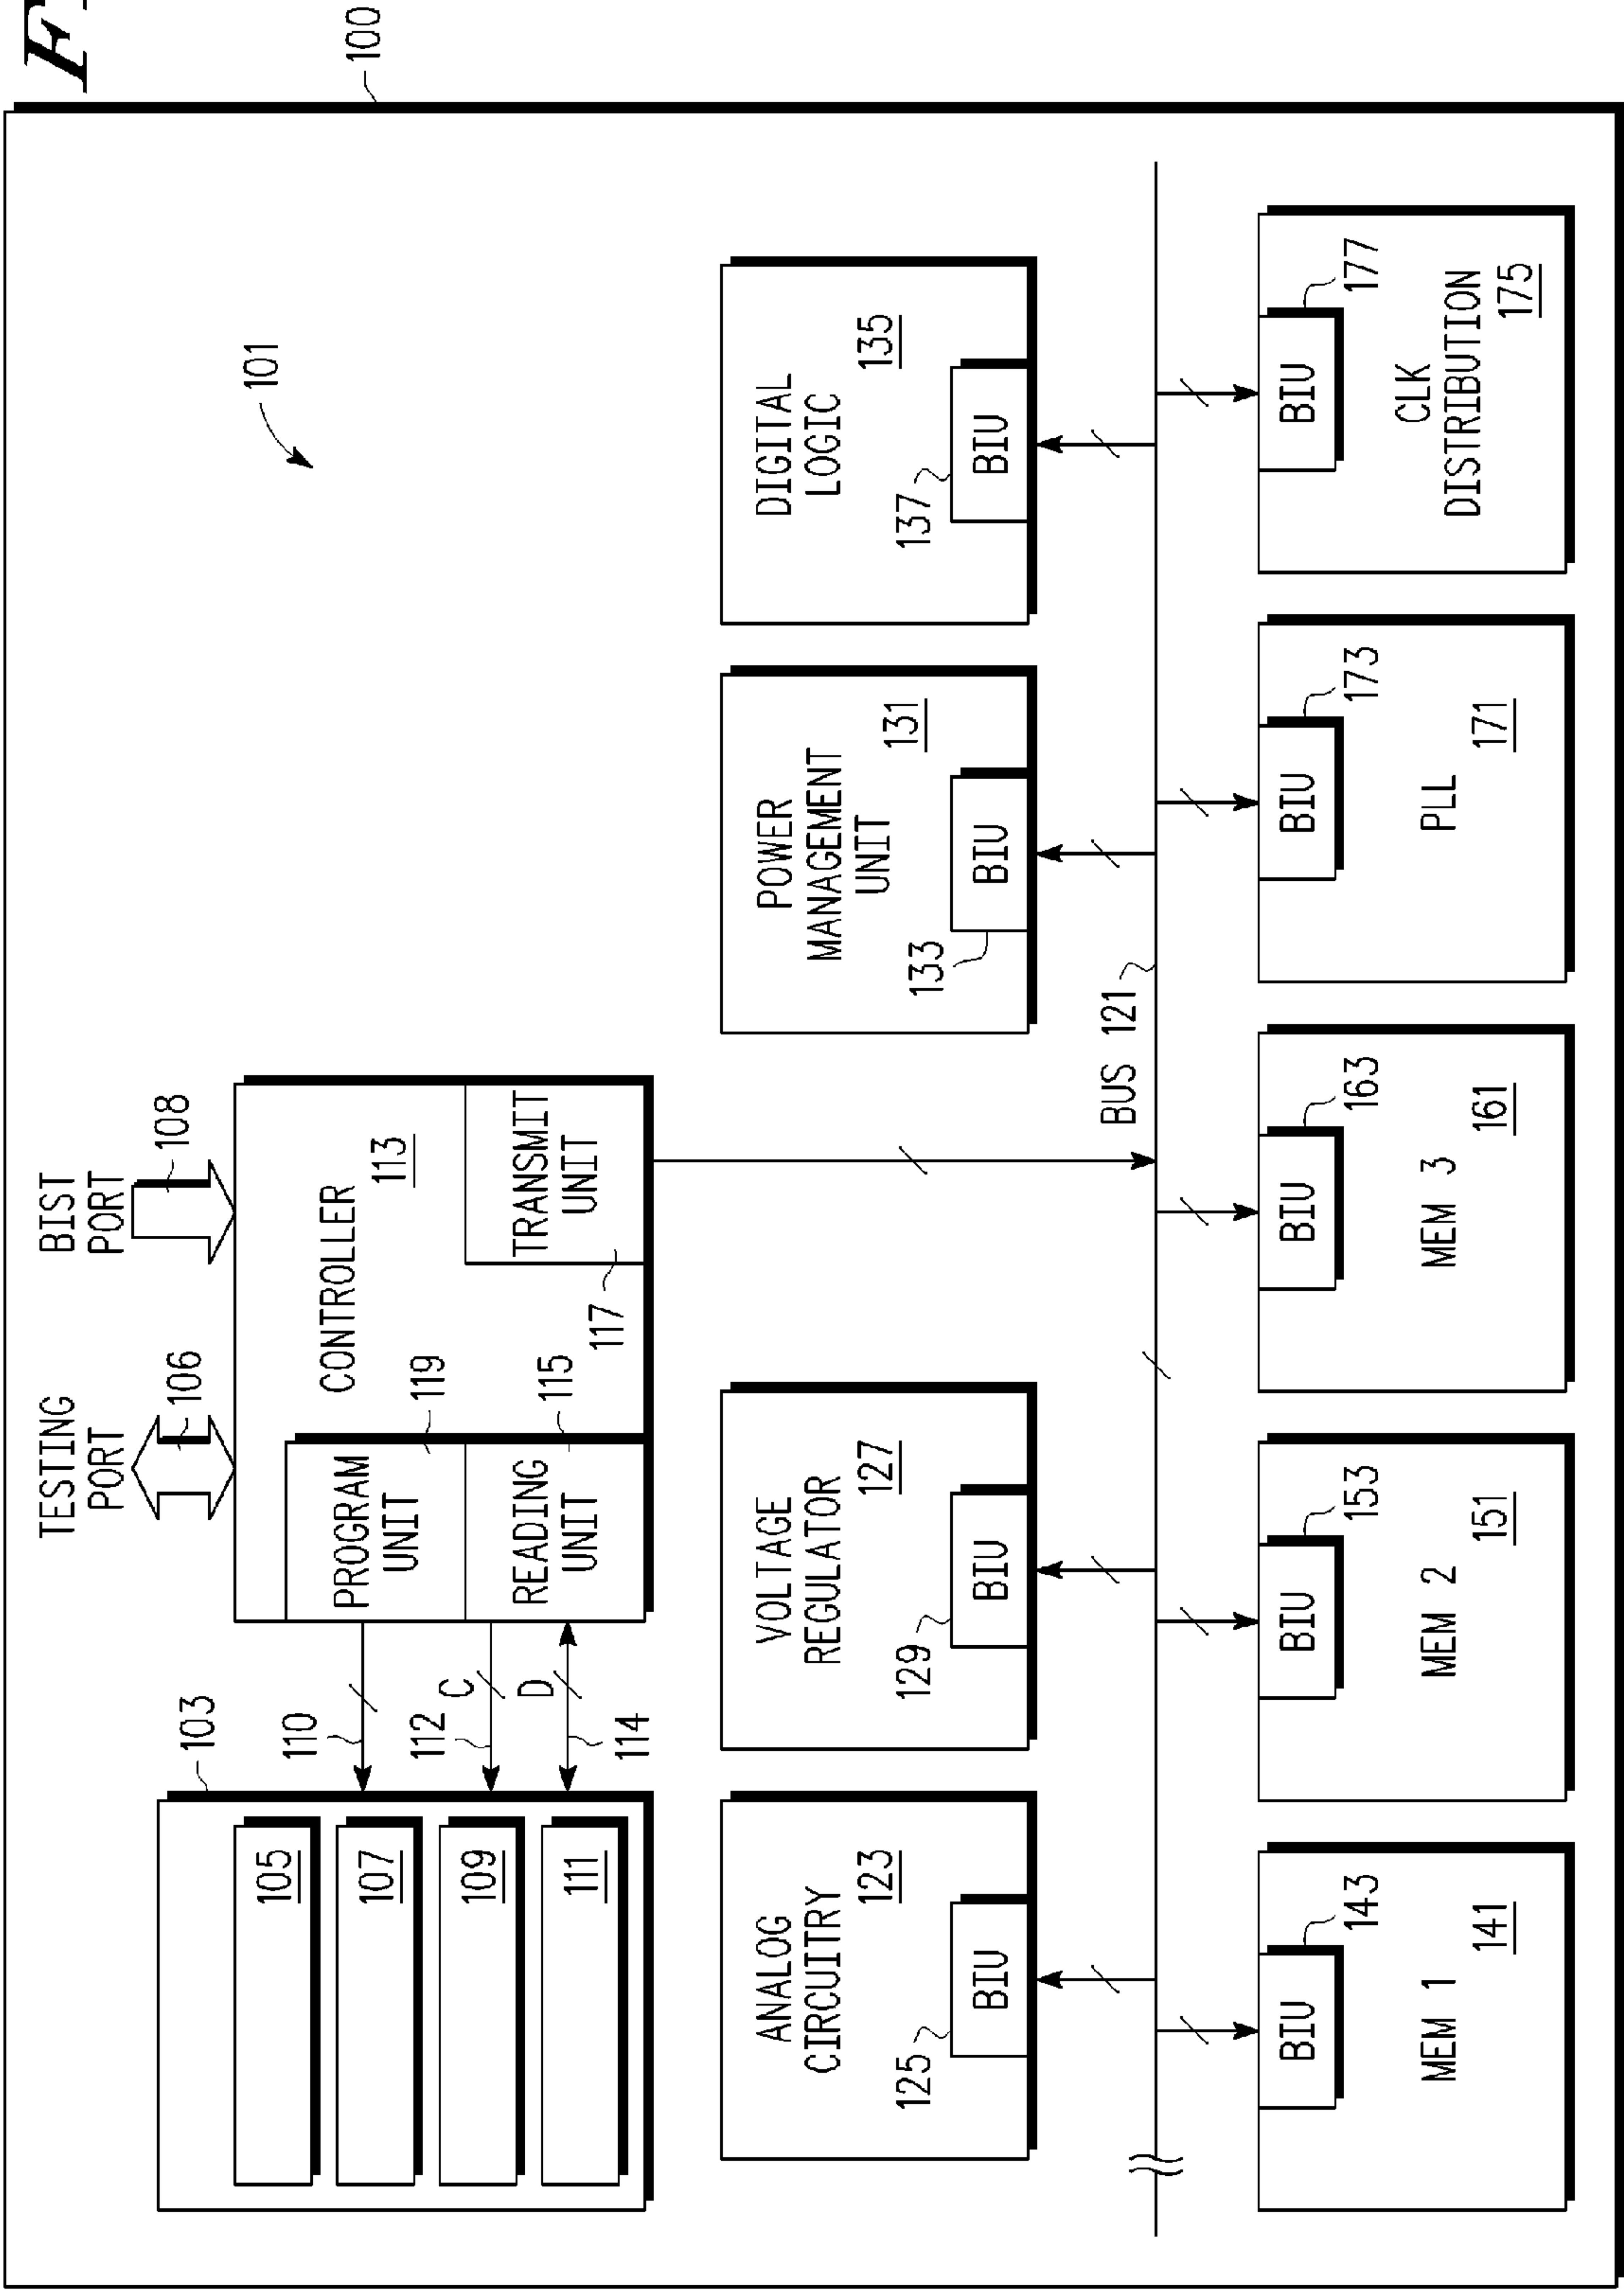 100
101
TESTING
PORT
106
BIST
PORT
108
103
105
107
109
111
110
112
C
D
114
CONTROLLER
113
PROGRAM
UNIT
119
READING
UNIT
115
TRANSMIT
UNIT
117
ANALOG
CIRCUITRY
123
125
BIU
VOLTAGE
REGULATOR
127
129
BIU
POWER
MANAGEMENT
UNIT
131
133
BIU
DIGITAL
LOGIC
135
137
BIU
BUS 121
BIU
143
MEM 1
141
BIU
153
MEM 2
151
BIU
163
MEM 3
161
BIU
173
PLL
171
BIU
177
CLK
DISTRIBUTION
175